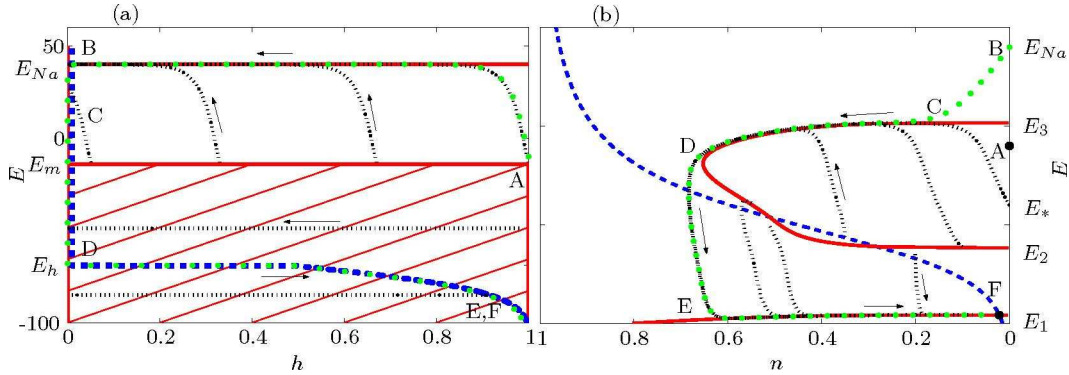 (a)
(b)
50
B
E_Na
C
0
E_m
E
A
D
E_h
E,F
-100
0 0.2 0.4 0.6 0.8 1
h
B
E_Na
C
E_3
D
A
E
E_*
E_2
F
E
E_1
1 0.8 0.6 0.4 0.2 0
n